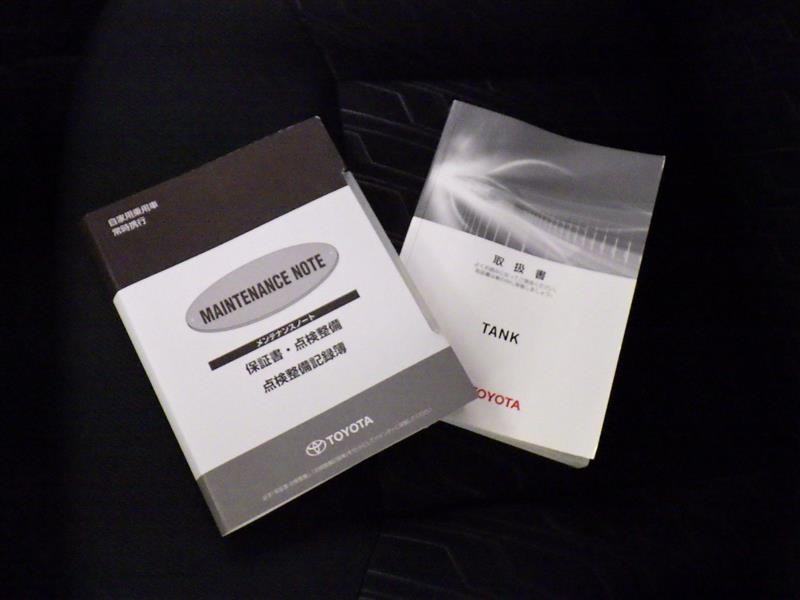 自家用乗用車
常時携行
MAINTENANCE NOTE
メンテナンスノート
保証書・点検整備
点検整備記録簿
TOYOTA
取扱書
TANK
TOYOTA